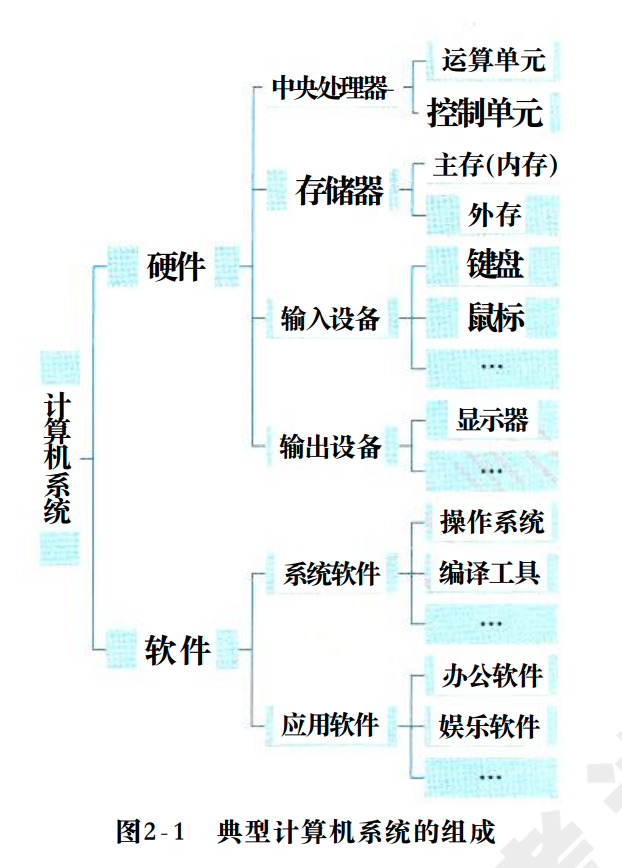 计算机系统
硬件
中央处理器
运算单元
控制单元
存储器
主存(内存)
外存
输入设备
键盘
鼠标
…
输出设备
显示器
…
软件
系统软件
操作系统
编译工具
…
应用软件
办公软件
娱乐软件
…
图2-1 典型计算机系统的组成